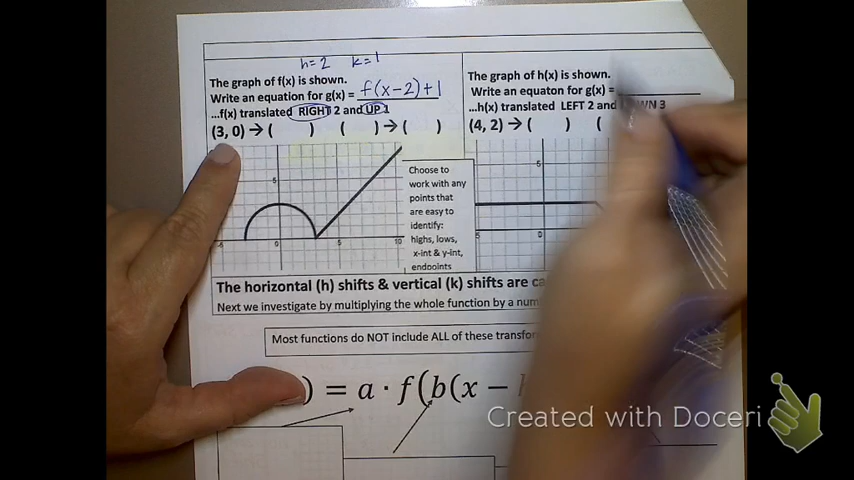 h=2 k=1
The graph of f(x) is shown.
Write an equaton for g(x) = f(x-2)+1
...f(x) translated RIGHT 2 and UP 1
(3, 0) → ( ) ( ) → ( )
5
-5 0 5 10
Choose to
work with any
points that
are easy to
identify:
highs, lows,
x-int & y-int,
endpoints
The graph of h(x) is shown.
Write an equation for g(x) =
...h(x) translated LEFT 2 and WN 3
(4, 2) → ( ) (
5
5 0
The horizontal (h) shifts & vertical (k) shifts are
Next we investigate by multiplying the whole function by a
Most functions do NOT include ALL of these
) = a · f(b(x −
Created with Doceri